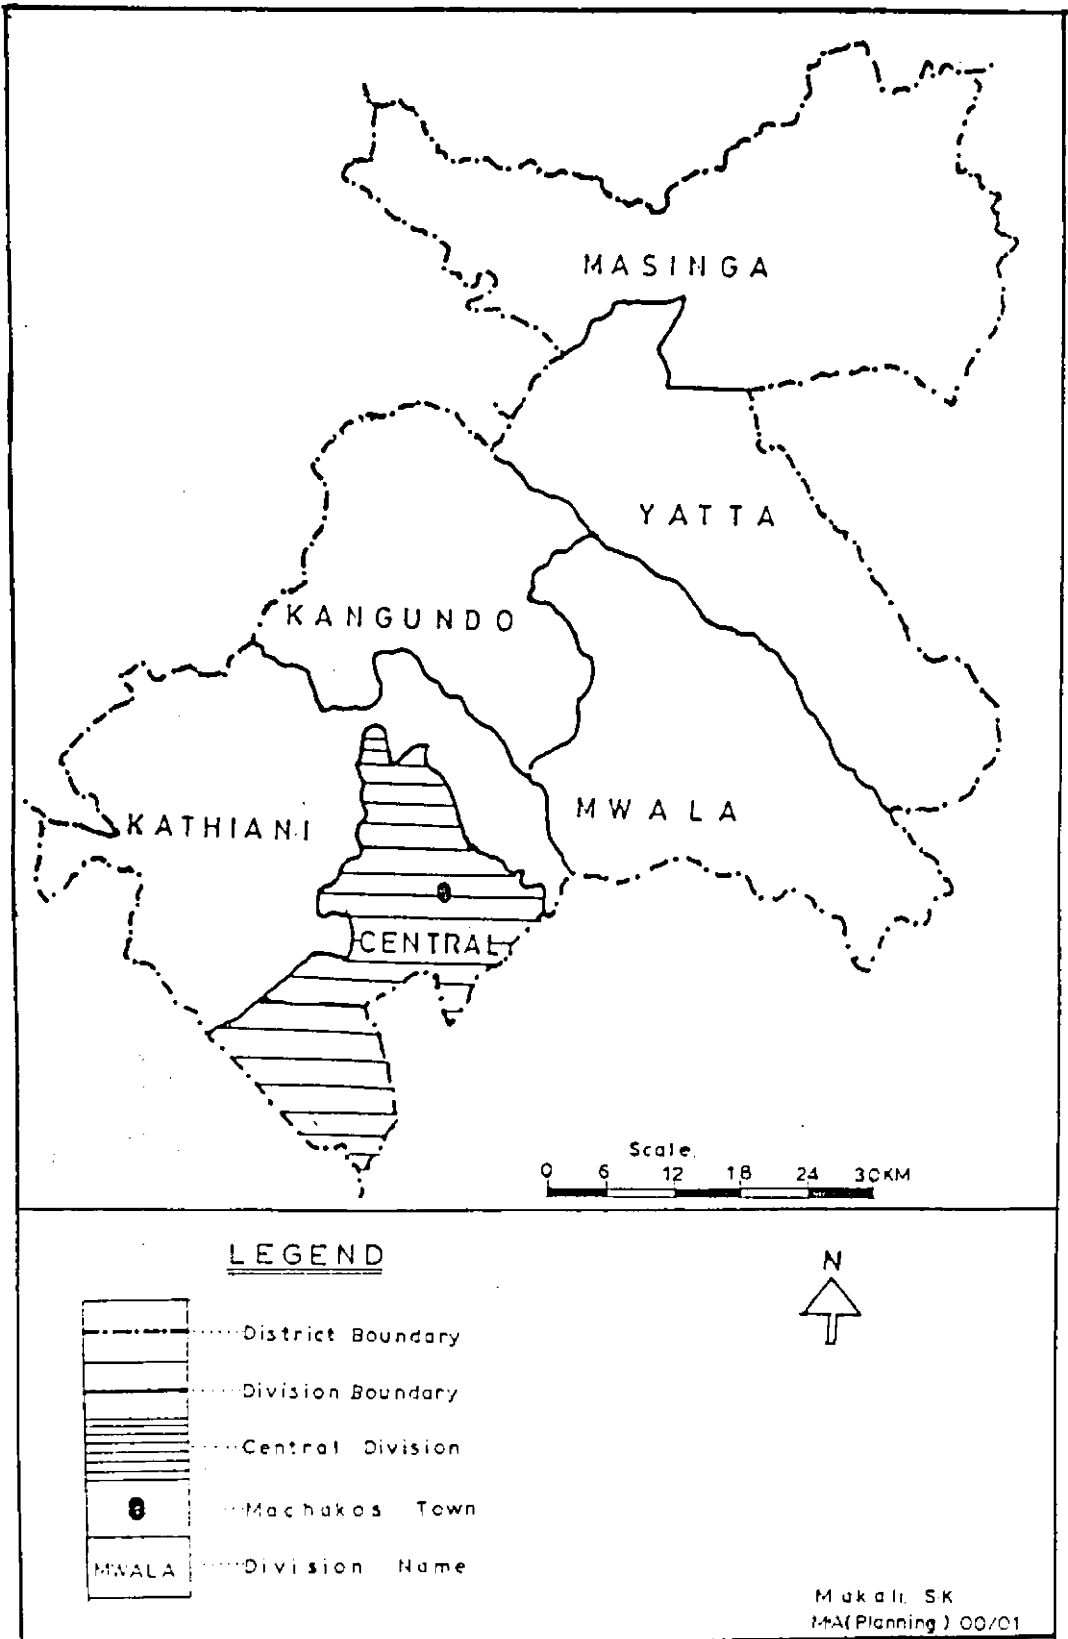 MASINGA
YATTA
KANGUNDO
MWALA
KATHIANI
CENTRAL
Scale
0 6 12 18 24 30KM
LEGEND
N
District Boundary
Division Boundary
Central Division
Machakos Town
MWALA Division Name
Mukali, SK
MA(Planning) 00/01